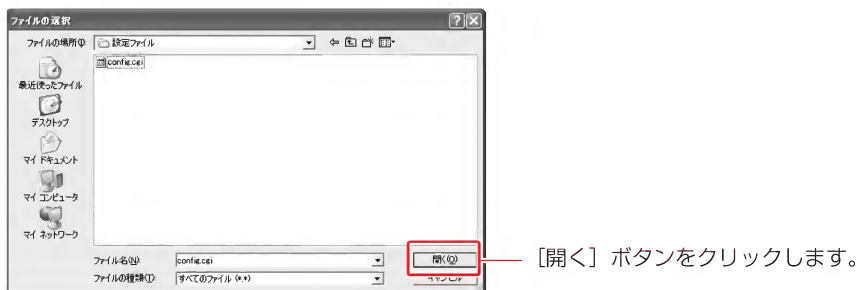 ファイルの選択
ファイルの場所(I): 設定ファイル
config.cgi
最近使ったファイル
デスクトップ
マイ ドキュメント
マイ コンピュータ
マイ ネットワーク
ファイル名(N): config.cgi 開く(O)
[開く] ボタンをクリックします。
ファイルの種類(T): すべてのファイル (*.*) キャンセル